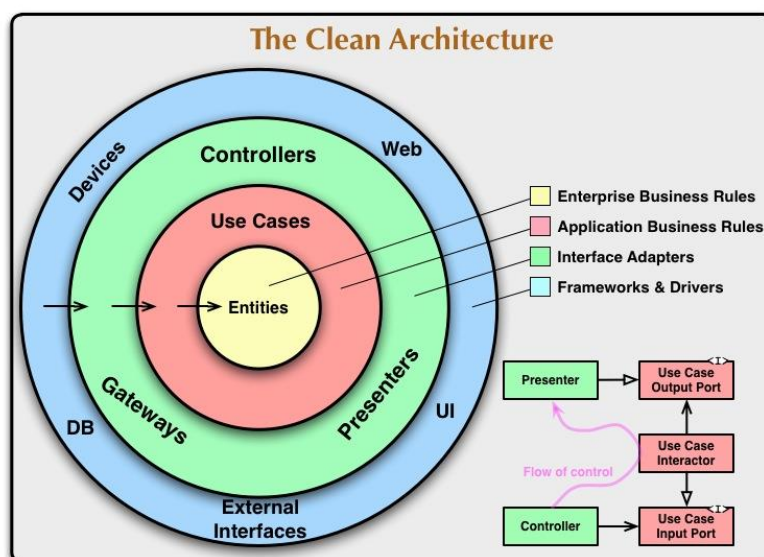 The Clean Architecture
Devices
Web
Controllers
Use Cases
Entities
Gateways
Presenters
DB
UI
External
Interfaces
Enterprise Business Rules
Application Business Rules
Interface Adapters
Frameworks & Drivers
Presenter
<I>
Use Case
Output Port
Flow of control
Use Case
Interactor
Controller
<I>
Use Case
Input Port